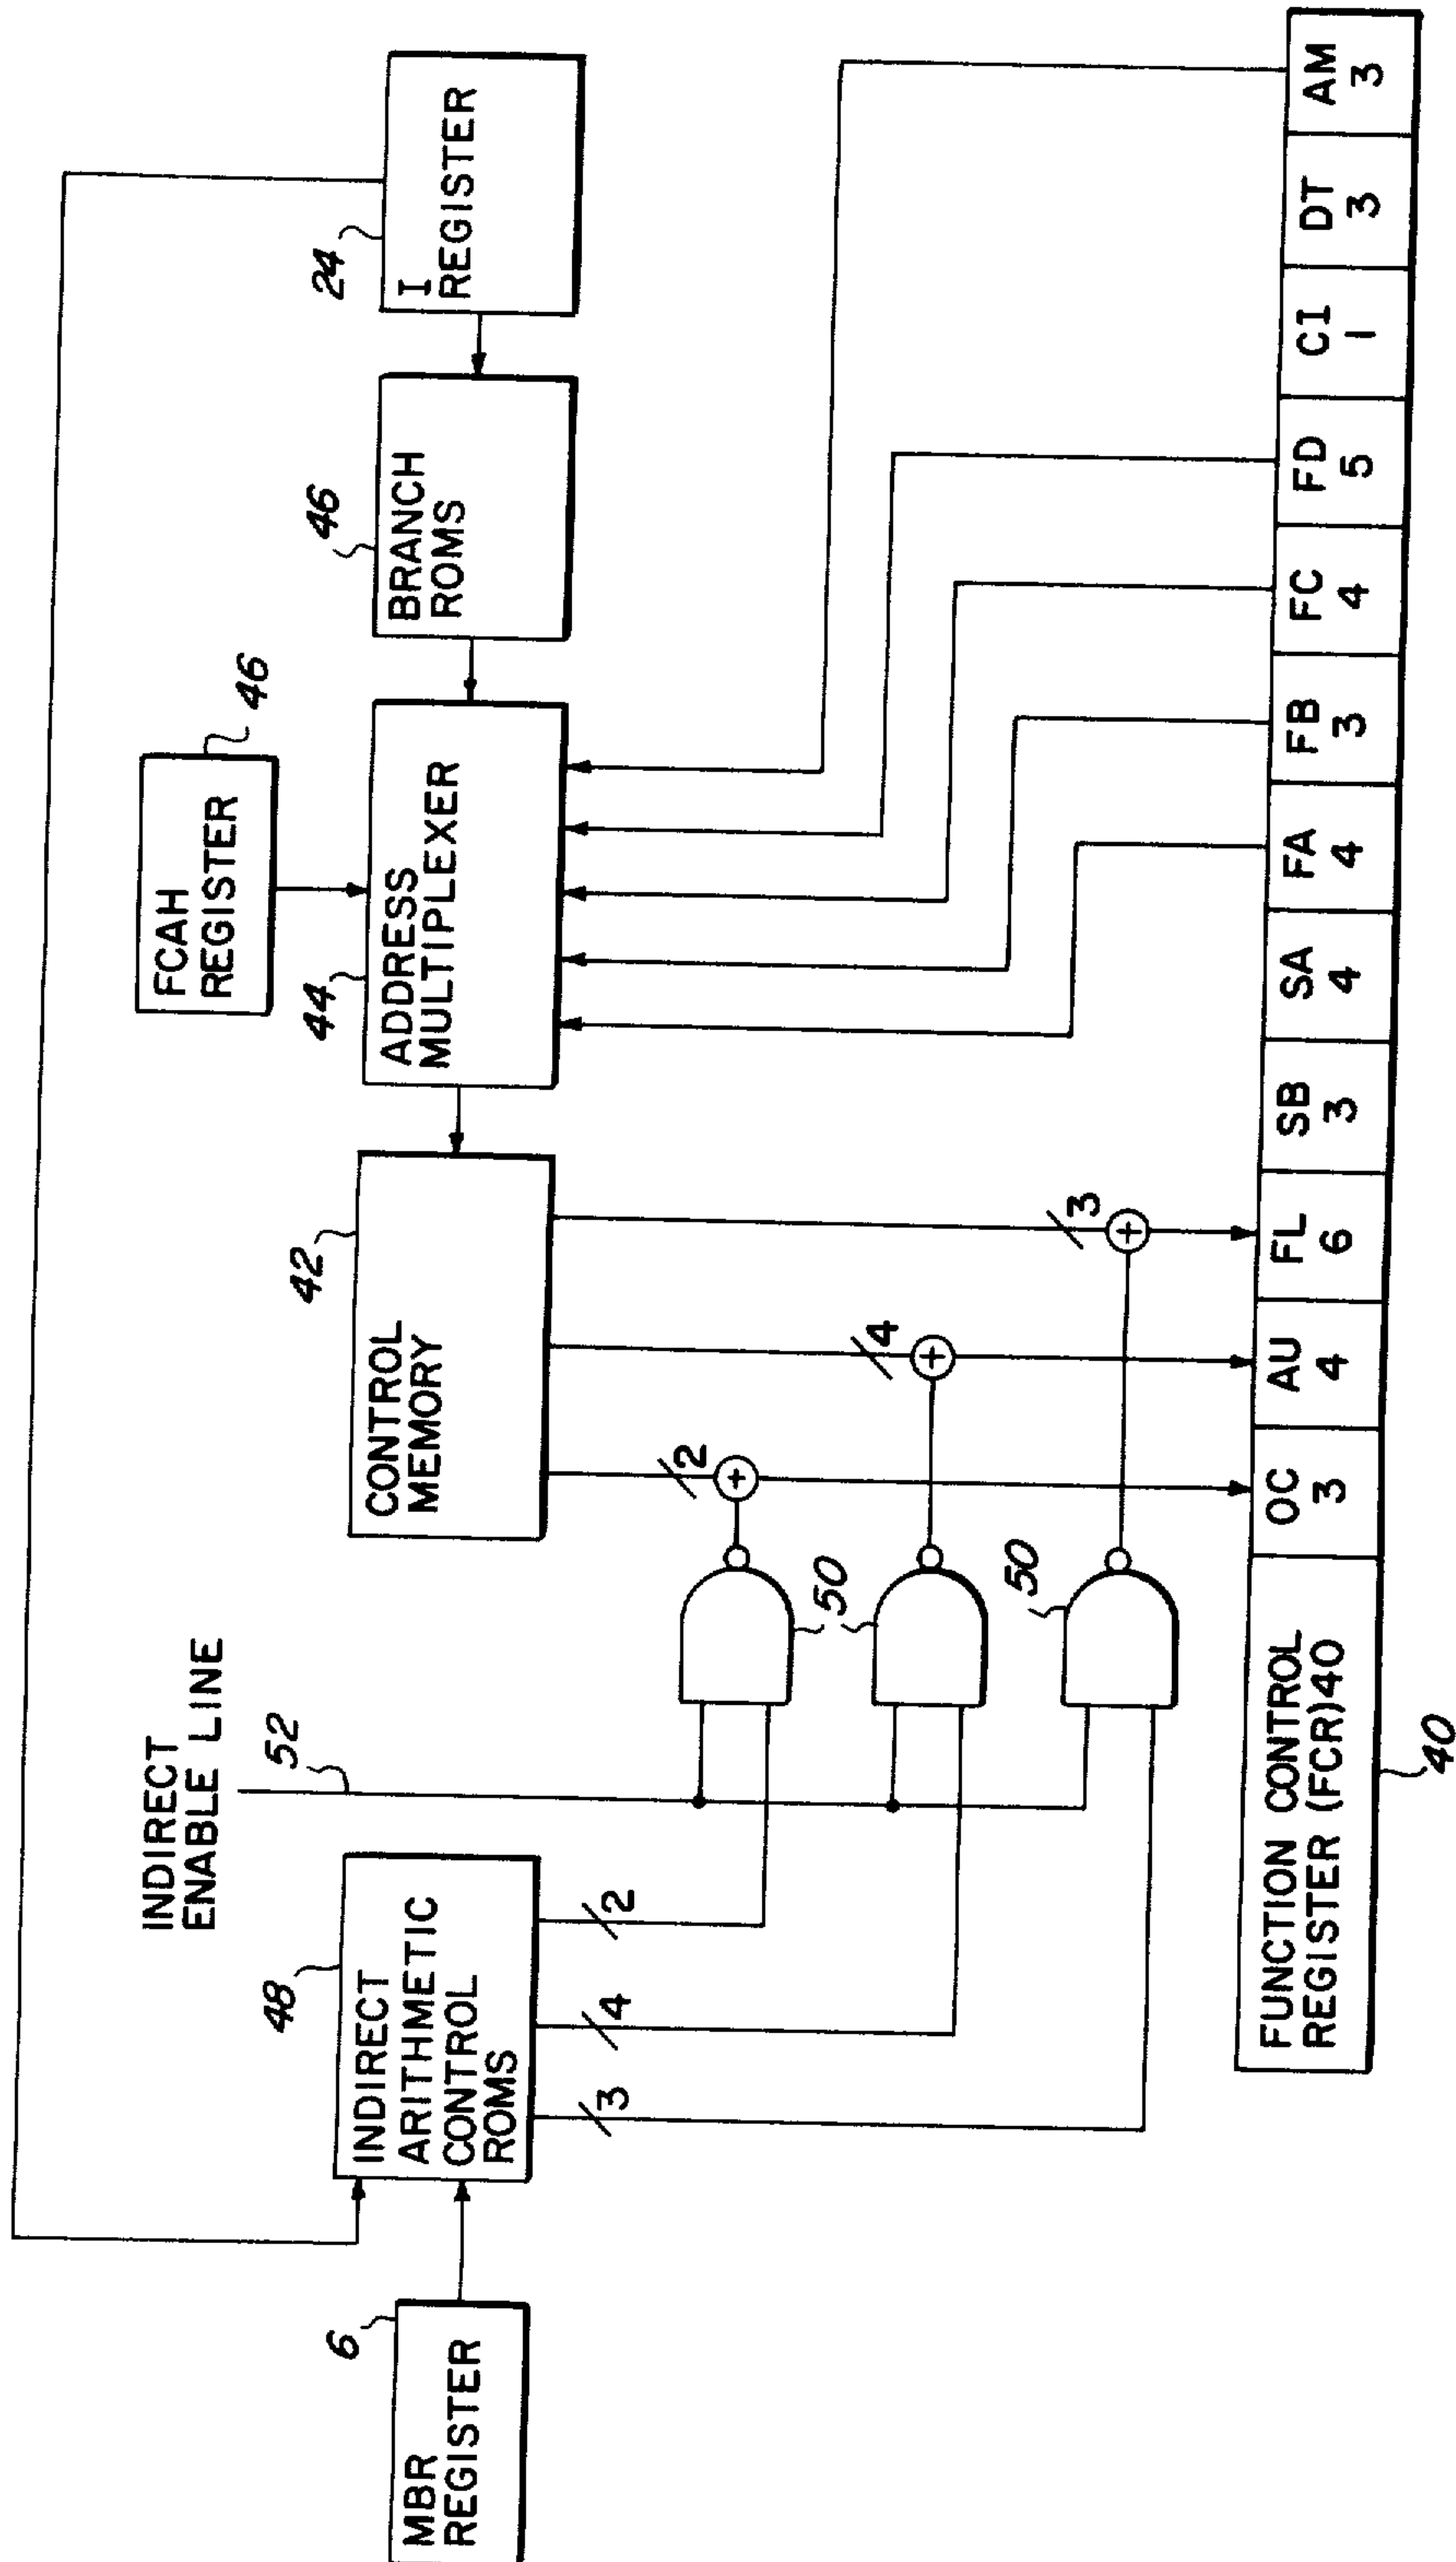 INDIRECT
ENABLE LINE
52
FCAH
REGISTER
46
6
MBR
REGISTER
48
INDIRECT
ARITHMETIC
CONTROL
ROMS
42
CONTROL
MEMORY
44
ADDRESS
MULTIPLEXER
46
BRANCH
ROMS
24
I
REGISTER
3
4
2
2
4
3
50
50
FUNCTION CONTROL
REGISTER (FCR)40
OC
3
AU
4
FL
6
SB
3
SA
4
FA
4
FB
3
FC
4
FD
5
CI
1
DT
3
AM
3
40